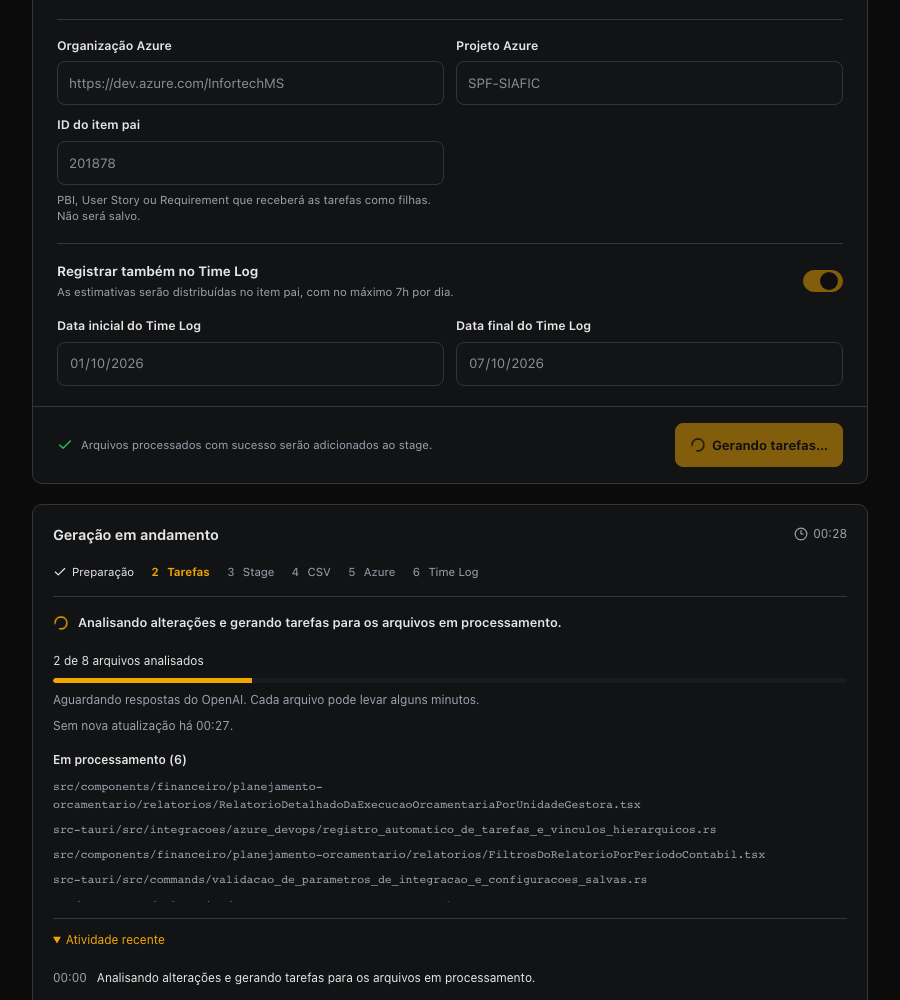 Organização Azure
Projeto Azure
https://dev.azure.com/InfortechMS
SPF-SIAFIC
ID do item pai
201878
PBI, User Story ou Requirement que receberá as tarefas como filhas.
Não será salvo.
Registrar também no Time Log
As estimativas serão distribuídas no item pai, com no máximo 7h por dia.
Data inicial do Time Log
Data final do Time Log
01/10/2026
07/10/2026
Arquivos processados com sucesso serão adicionados ao stage.
Gerando tarefas...
Geração em andamento
00:28
Preparação 2 Tarefas 3 Stage 4 CSV 5 Azure 6 Time Log
Analisando alterações e gerando tarefas para os arquivos em processamento.
2 de 8 arquivos analisados
Aguardando respostas do OpenAI. Cada arquivo pode levar alguns minutos.
Sem nova atualização há 00:27.
Em processamento (6)
src/components/financeiro/planejamento-
orcamentario/relatorios/RelatorioDetalhadoDaExecucaoOrcamentariaPorUnidadeGestora.tsx
src-tauri/src/integracoes/azure_devops/registro_automatico_de_tarefas_e_vinculos_hierarquicos.rs
src/components/financeiro/planejamento-orcamentario/relatorios/FiltrosDoRelatorioPorPeriodoContabil.tsx
src-tauri/src/commands/validacao_de_parametros_de_integracao_e_configuracoes_salvas.rs
Atividade recente
00:00 Analisando alterações e gerando tarefas para os arquivos em processamento.